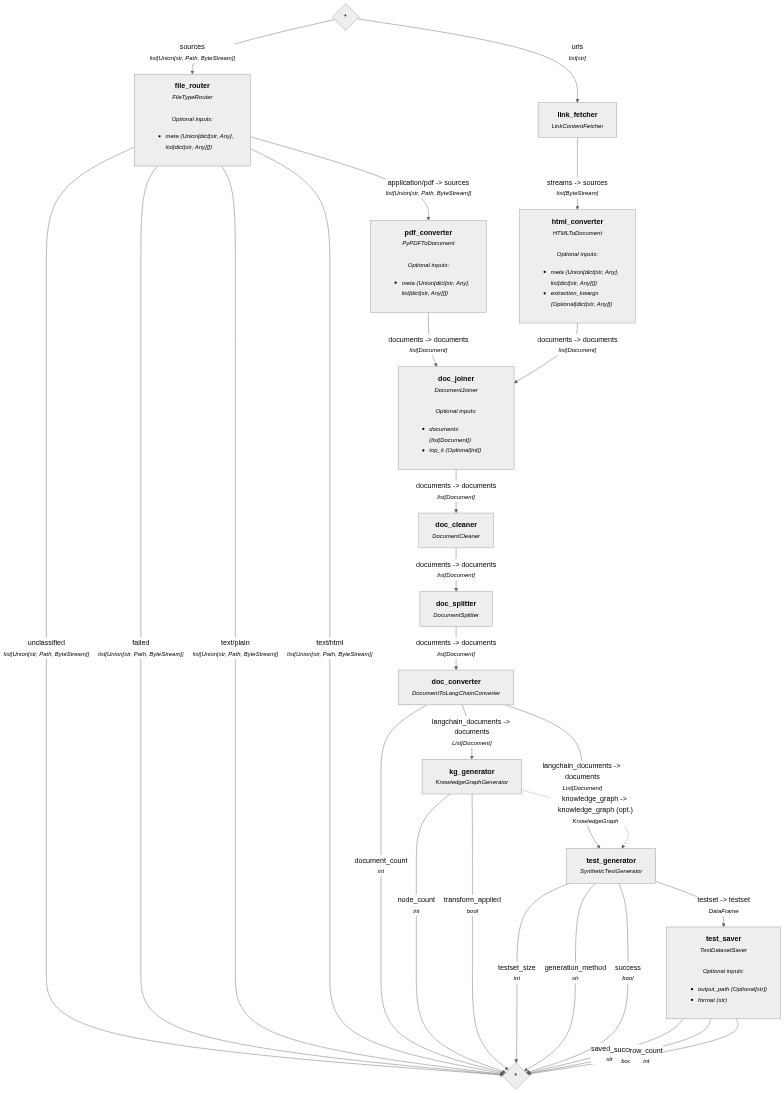 *
sources
list[Union[str, Path, ByteStream]]
urls
list[str]
file_router
FileTypeRouter
Optional inputs:
• meta (Union[dict[str, Any],
list[dict[str, Any]]])
link_fetcher
LinkContentFetcher
application/pdf -> sources
list[Union[str, Path, ByteStream]]
streams -> sources
list[ByteStream]
pdf_converter
PyPDFToDocument
Optional inputs:
• meta (Union[dict[str, Any],
list[dict[str, Any]]])
html_converter
HTMLToDocument
Optional inputs:
• meta (Union[dict[str, Any],
list[dict[str, Any]]])
• extraction_kwargs
(Optional[dict[str, Any]])
documents -> documents
list[Document]
documents -> documents
list[Document]
doc_joiner
DocumentJoiner
Optional inputs:
• documents
(list[Document])
• top_k (Optional[int])
documents -> documents
list[Document]
doc_cleaner
DocumentCleaner
documents -> documents
list[Document]
doc_splitter
DocumentSplitter
unclassified
list[Union[str, Path, ByteStream]]
failed
list[Union[str, Path, ByteStream]]
text/plain
list[Union[str, Path, ByteStream]]
text/html
list[Union[str, Path, ByteStream]]
documents -> documents
list[Document]
doc_converter
DocumentToLangChainConverter
langchain_documents ->
documents
List[Document]
kg_generator
KnowledgeGraphGenerator
langchain_documents ->
documents
List[Document]
knowledge_graph ->
knowledge_graph (opt.)
KnowledgeGraph
document_count
int
test_generator
SyntheticTestGenerator
node_count
int
transform_applied
bool
testset -> testset
DataFrame
test_saver
TestDatasetSaver
Optional inputs:
• output_path (Optional[str])
• format (str)
testset_size
int
generation_method
str
success
bool
saved_succ
str
boo
row_count
int
*